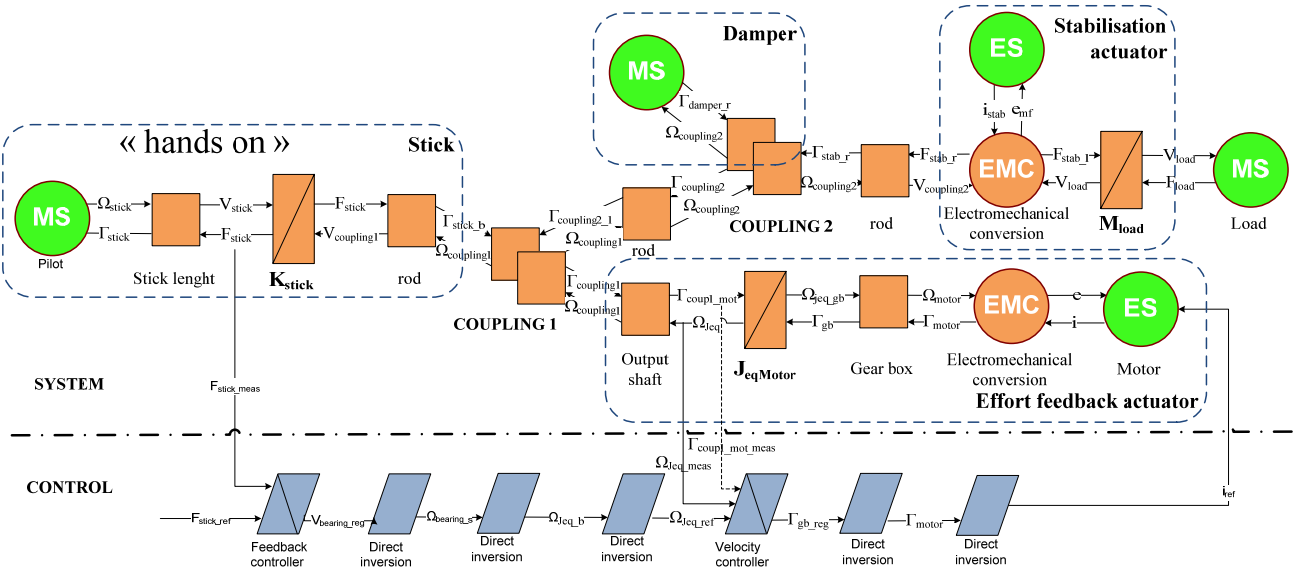 Damper
MS
Γdamper_r
Ωcoupling2
Stabilisation
actuator
ES
istab
emf
EMC
Electromechanical
conversion
Fstab_r
Vcoupling2
Fstab_l
Vload
Mload
Vload
Fload
MS
Load
Γstab_r
Ωcoupling2
rod
COUPLING 2
« hands on »
Stick
MS
Pilot
Ωstick
Γstick
Stick lenght
Vstick
Fstick
Kstick
Fstick
Vcoupling1
rod
Γstick_b
Ωcoupling1
COUPLING 1
Γcoupling2_1
Ωcoupling1
rod
Γcoupling2
Ωcoupling2
Γcoupling1
Ωcoupling1
Output
shaft
Γcoupl_mot
ΩJeq
JeqMotor
ΩJeq_gb
Γgb
Gear box
Ωmotor
Γmotor
EMC
Electromechanical
conversion
e
i
ES
Motor
Effort feedback actuator
SYSTEM
Fstick_meas
Γcoupl_mot_meas
ΩJeq_meas
CONTROL
Fstick_ref
Feedback
controller
Vbearing_reg
Direct
inversion
Ωbearing_s
Direct
inversion
ΩJeq_b
Direct
inversion
ΩJeq_ref
Velocity
controller
Γgb_reg
Direct
inversion
Γmotor
Direct
inversion
iref